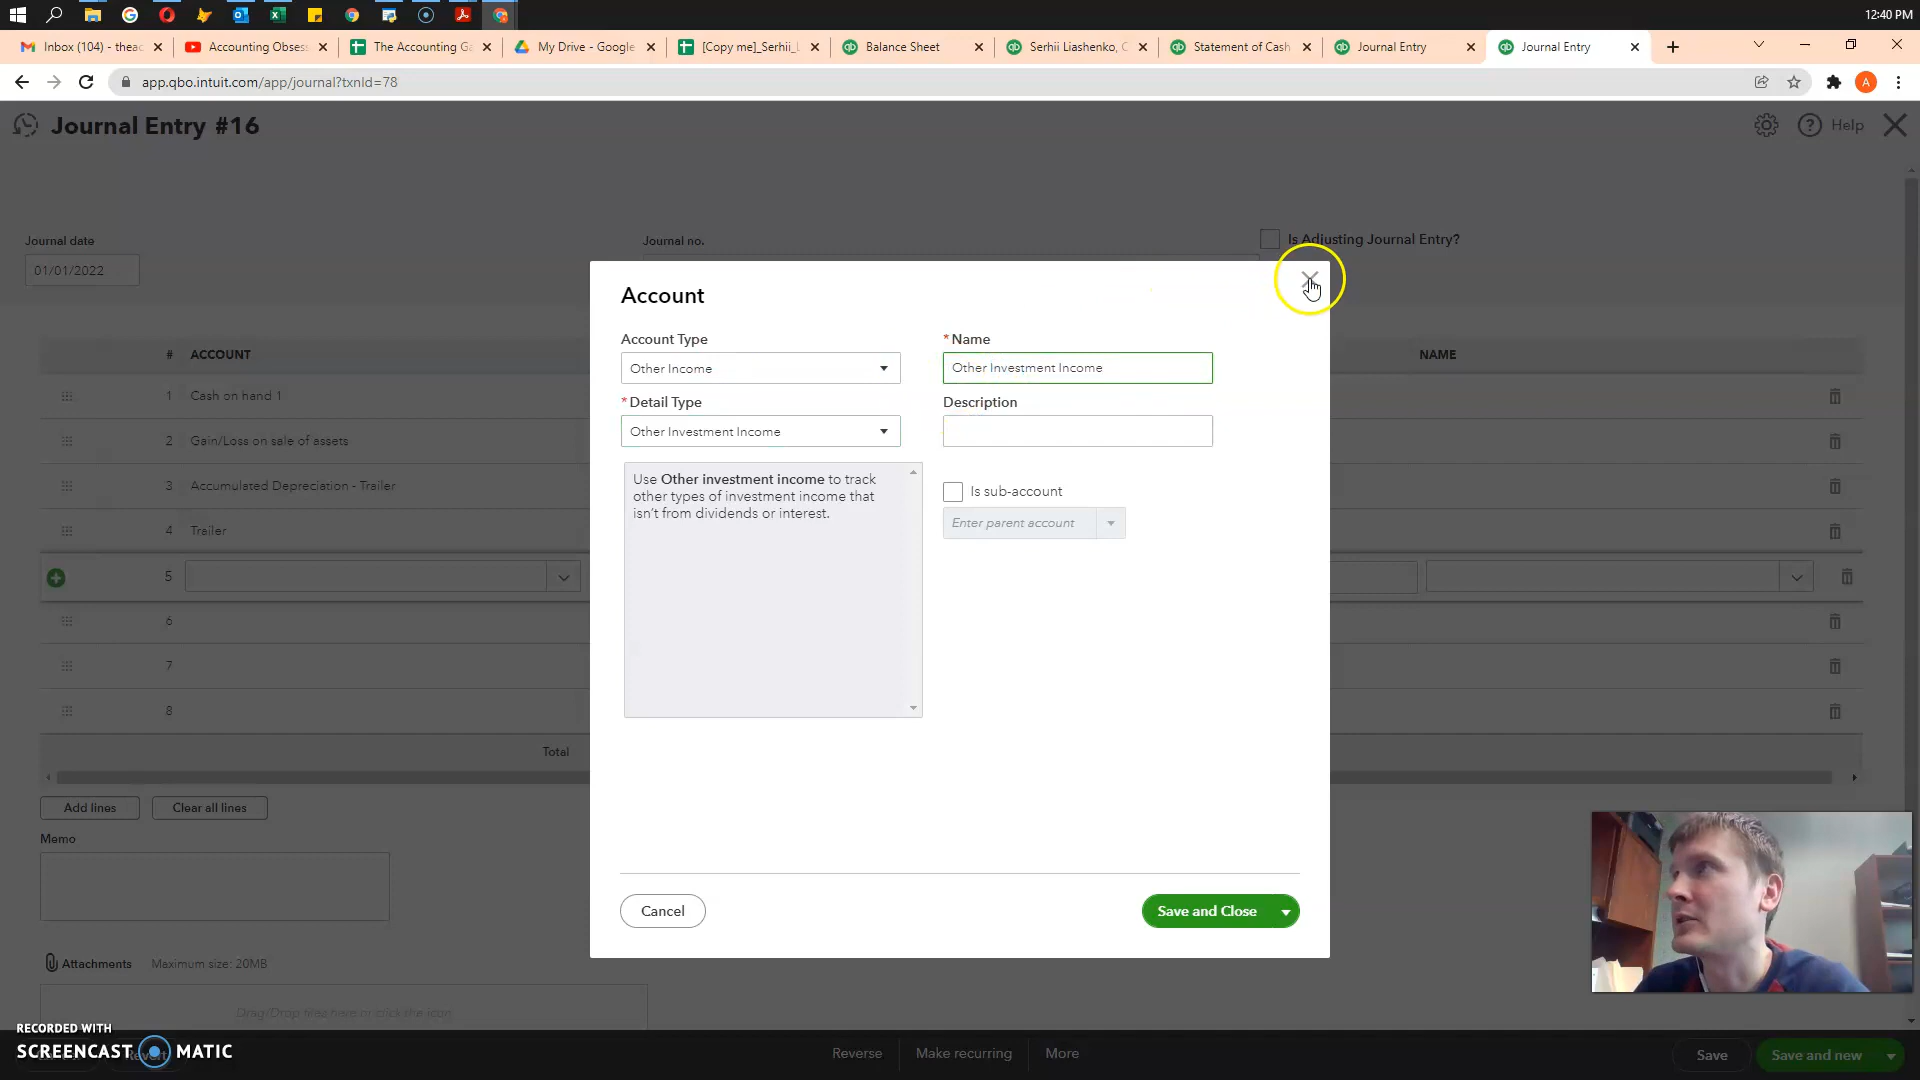 12:40 PM
Inbox (104) - theac
Accounting Obses
The Accounting Ga
My Drive - Google
[Copy me]_Serhii_L
Balance Sheet
Serhii Liashenko, C
Statement of Cash
Journal Entry
Journal Entry
app.qbo.intuit.com/app/journal?txnId=78
A
Journal Entry #16
Help
Journal date
Journal no.
Is Adjusting Journal Entry?
01/01/2022
Account
Account Type
* Name
Other Income
Other Investment Income
* Detail Type
Description
Other Investment Income
Use Other investment income to track
other types of investment income that
isn't from dividends or interest.
Is sub-account
Enter parent account
Cancel
Save and Close
# ACCOUNT
NAME
1 Cash on hand 1
2 Gain/Loss on sale of assets
3 Accumulated Depreciation - Trailer
4 Trailer
5
6
7
8
Total
Add lines
Clear all lines
Memo
Attachments
Maximum size: 20MB
Drag/Drop files here or click the icon
RECORDED WITH
SCREENCAST MATIC
Revert
Reverse
Make recurring
More
Save
Save and new